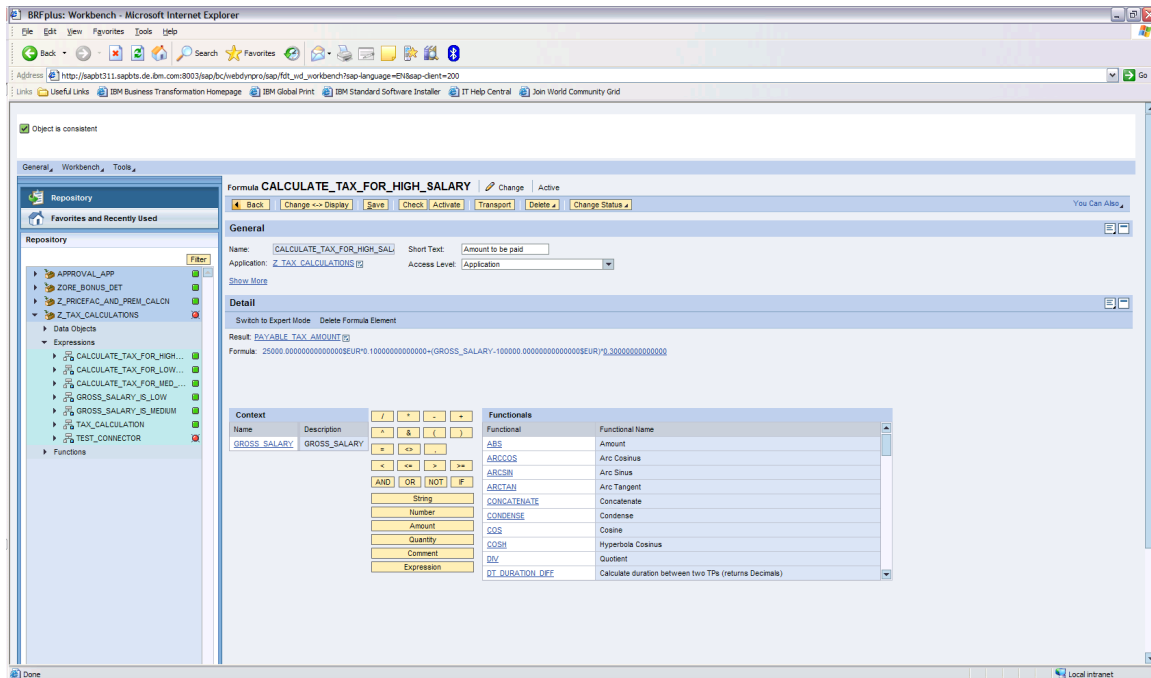 BRFplus: Workbench - Microsoft Internet Explorer
File Edit View Favorites Tools Help
Back Search Favorites
Address http://sapbt311.sapbts.de.ibm.com:8003/sap/bc/webdynpro/sap/fdt_wd_workbench?sap-language=EN&sap-client=200 Go
Links Useful Links IBM Business Transformation Homepage IBM Global Print IBM Standard Software Installer IT Help Central Join World Community Grid
Object is consistent
General Workbench Tools
Repository
Favorites and Recently Used
Repository
Filter
APPROVAL_APP
ZORE_BONUS_DET
Z_PRICEFAC_AND_PREM_CALCN
Z_TAX_CALCULATIONS
Data Objects
Expressions
CALCULATE_TAX_FOR_HIGH...
CALCULATE_TAX_FOR_LOW...
CALCULATE_TAX_FOR_MED_...
GROSS_SALARY_IS_LOW
GROSS_SALARY_IS_MEDIUM
TAX_CALCULATION
TEST_CONNECTOR
Functions
Formula CALCULATE_TAX_FOR_HIGH_SALARY Change Active
Back Change <-> Display Save Check Activate Transport Delete Change Status You Can Also
General
Name: CALCULATE_TAX_FOR_HIGH_SAL Short Text: Amount to be paid
Application: Z_TAX_CALCULATIONS Access Level: Application
Show More
Detail
Switch to Expert Mode Delete Formula Element
Result: PAYABLE_TAX_AMOUNT
Formula: 25000.00000000000000$EUR*0.10000000000000+(GROSS_SALARY-100000.00000000000000$EUR)*0.30000000000000
Context
Name Description
GROSS_SALARY GROSS_SALARY
/ * - +
^ & ( )
= <> ,
< <= > >=
AND OR NOT IF
String
Number
Amount
Quantity
Comment
Expression
Functionals
Functional Functional Name
ABS Amount
ARCCOS Arc Cosinus
ARCSIN Arc Sinus
ARCTAN Arc Tangent
CONCATENATE Concatenate
CONDENSE Condense
COS Cosine
COSH Hyperbola Cosinus
DIV Quotient
DT_DURATION_DIFF Calculate duration between two TPs (returns Decimals)
Done Local intranet